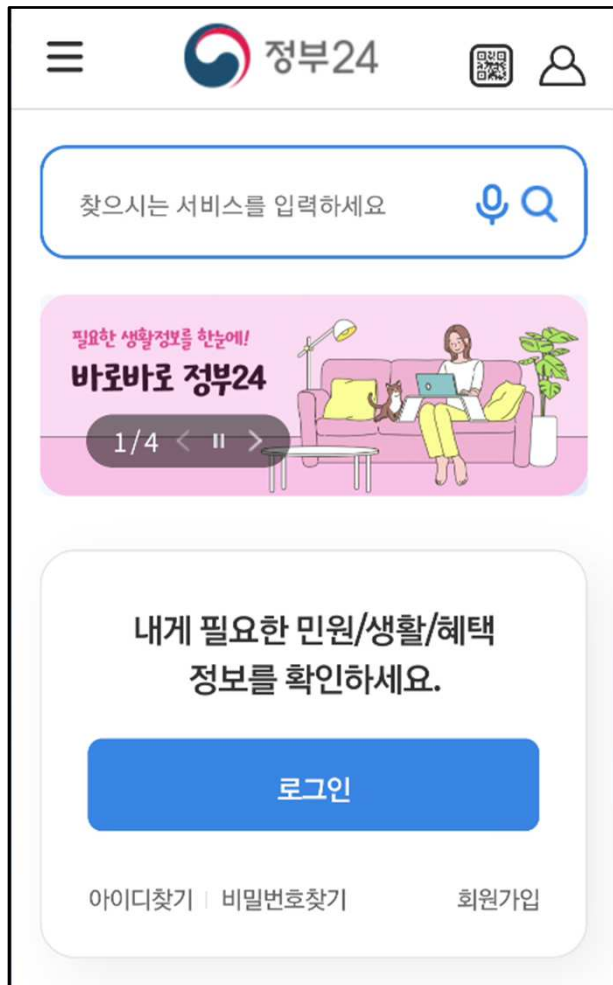 정부24
찾으시는 서비스를 입력하세요
필요한 생활정보를 한눈에!
바로바로 정부24
1/4
내게 필요한 민원/생활/혜택
정보를 확인하세요.
로그인
아이디찾기 | 비밀번호찾기 회원가입